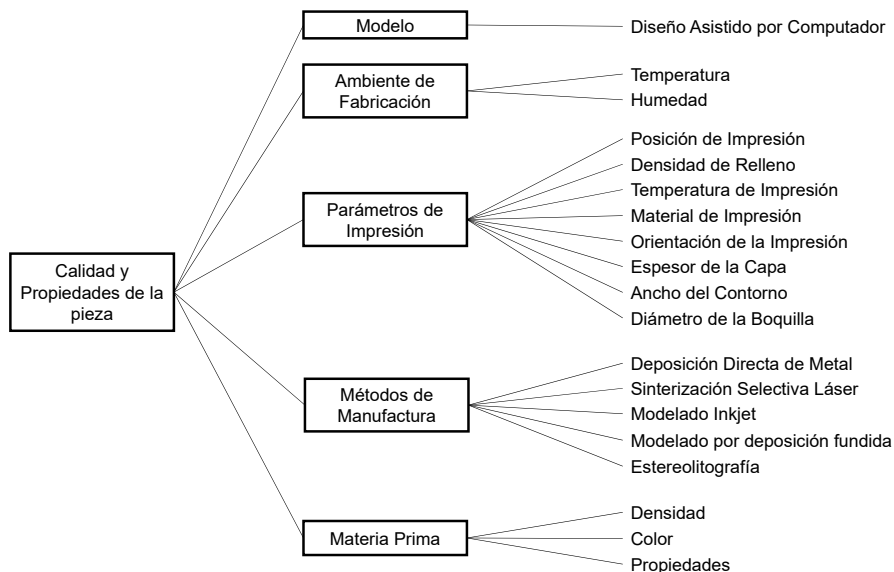 Modelo
Diseño Asistido por Computador
Ambiente de
Fabricación
Temperatura
Humedad
Parámetros de
Impresión
Posición de Impresión
Densidad de Relleno
Temperatura de Impresión
Material de Impresión
Orientación de la Impresión
Espesor de la Capa
Ancho del Contorno
Diámetro de la Boquilla
Calidad y
Propiedades de la
pieza
Métodos de
Manufactura
Deposición Directa de Metal
Sinterización Selectiva Láser
Modelado Inkjet
Modelado por deposición fundida
Estereolitografía
Materia Prima
Densidad
Color
Propiedades